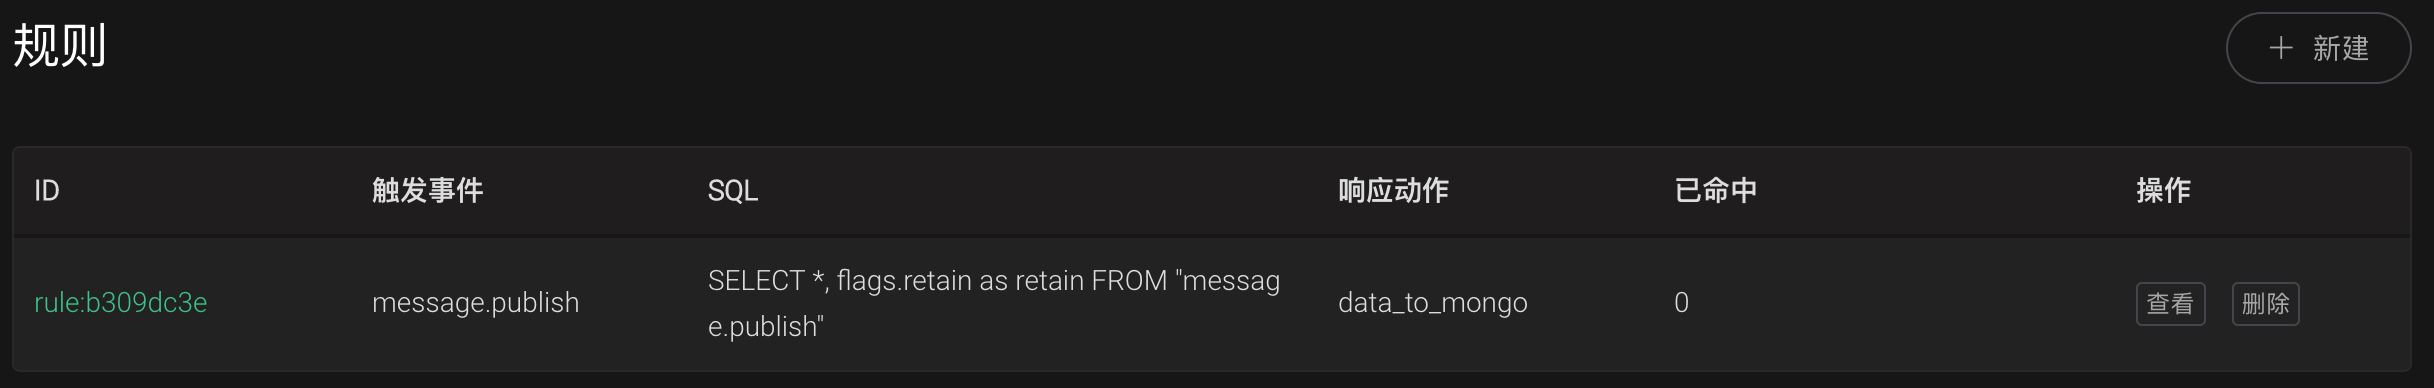 规则
新建
ID 触发事件 SQL 响应动作 已命中 操作
rule:b309dc3e message.publish SELECT *, flags.retain as retain FROM "messag
e.publish" data_to_mongo 0 查看 删除